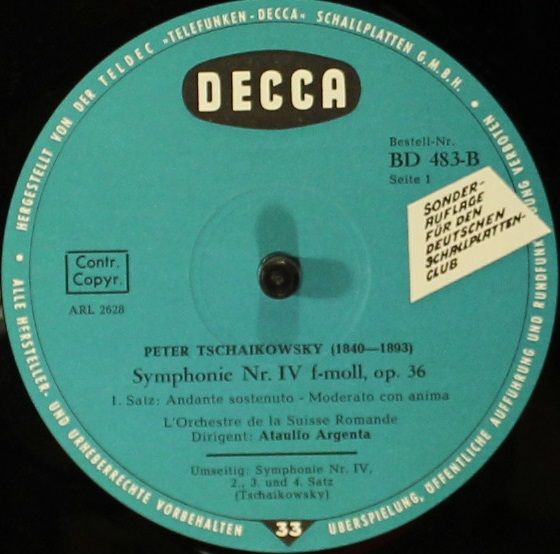 HERGESTELLT VON DER TELDEC »TELEFUNKEN-DECCA« SCHALLPLATTEN G.M.B.H.
DECCA
Bestell-Nr.
BD 483-B
Seite 1
SONDER-
AUFLAGE
FÜR DEN
DEUTSCHEN
SCHALLPLATTEN-
CLUB
Contr.
Copyr.
ARL 2628
PETER TSCHAIKOWSKY (1840—1893)
Symphonie Nr. IV f-moll, op. 36
1. Satz: Andante sostenuto - Moderato con anima
L'Orchestre de la Suisse Romande
Dirigent: Ataulfo Argenta
Umseitig: Symphonie Nr. IV,
2., 3. und 4. Satz
(Tschaikowsky)
33
ALLE HERSTELLER- UND URHEBERRECHTE VORBEHALTEN
ÜBERSPIELUNG, ÖFFENTLICHE AUFFÜHRUNG UND RUNDFUNK VERBOTEN